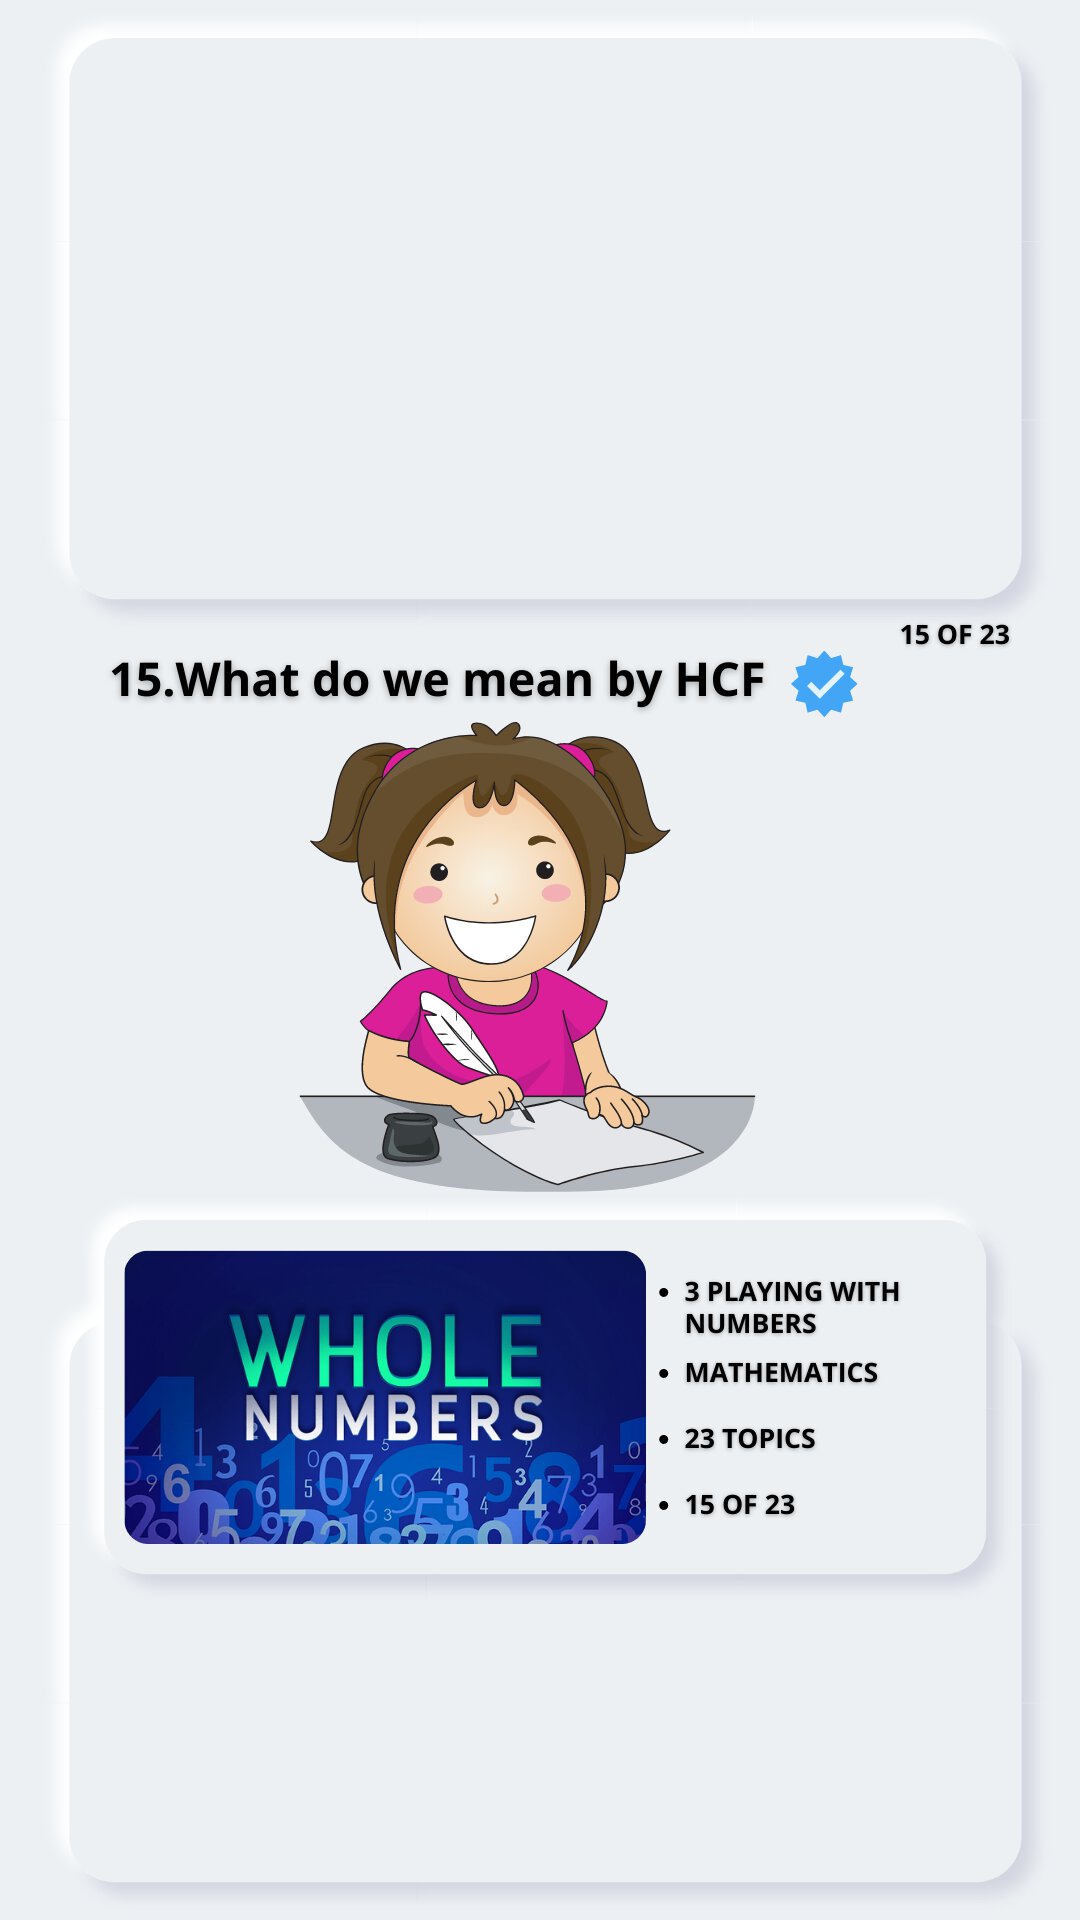 15 OF 23
15.What do we mean by HCF
WHOLE
NUMBERS
• 3 PLAYING WITH
NUMBERS
• MATHEMATICS
• 23 TOPICS
• 15 OF 23